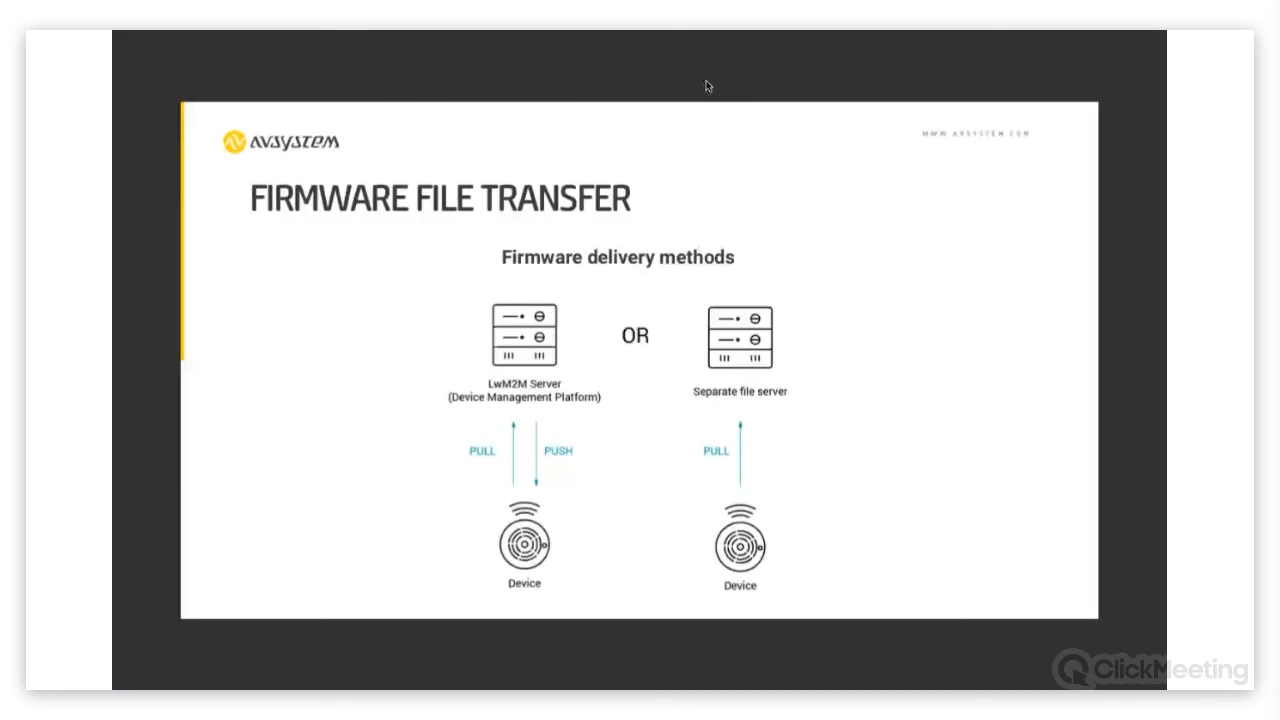 AVSYSTEM
WWW.AVSYSTEM.COM
FIRMWARE FILE TRANSFER
Firmware delivery methods
OR
LwM2M Server
(Device Management Platform)
Separate file server
PULL
PUSH
PULL
Device
Device
ClickMeeting